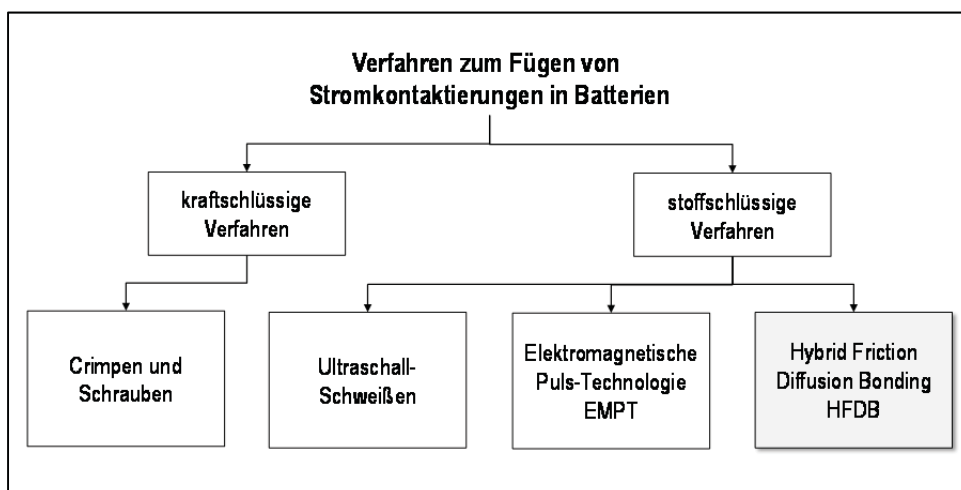 Verfahren zum Fügen von
Stromkontaktierungen in Batterien
kraftschlüssige
Verfahren
stoffschlüssige
Verfahren
Crimpen und
Schrauben
Ultraschall-
Schweißen
Elektromagnetische
Puls-Technologie
EMPT
Hybrid Friction
Diffusion Bonding
HFDB